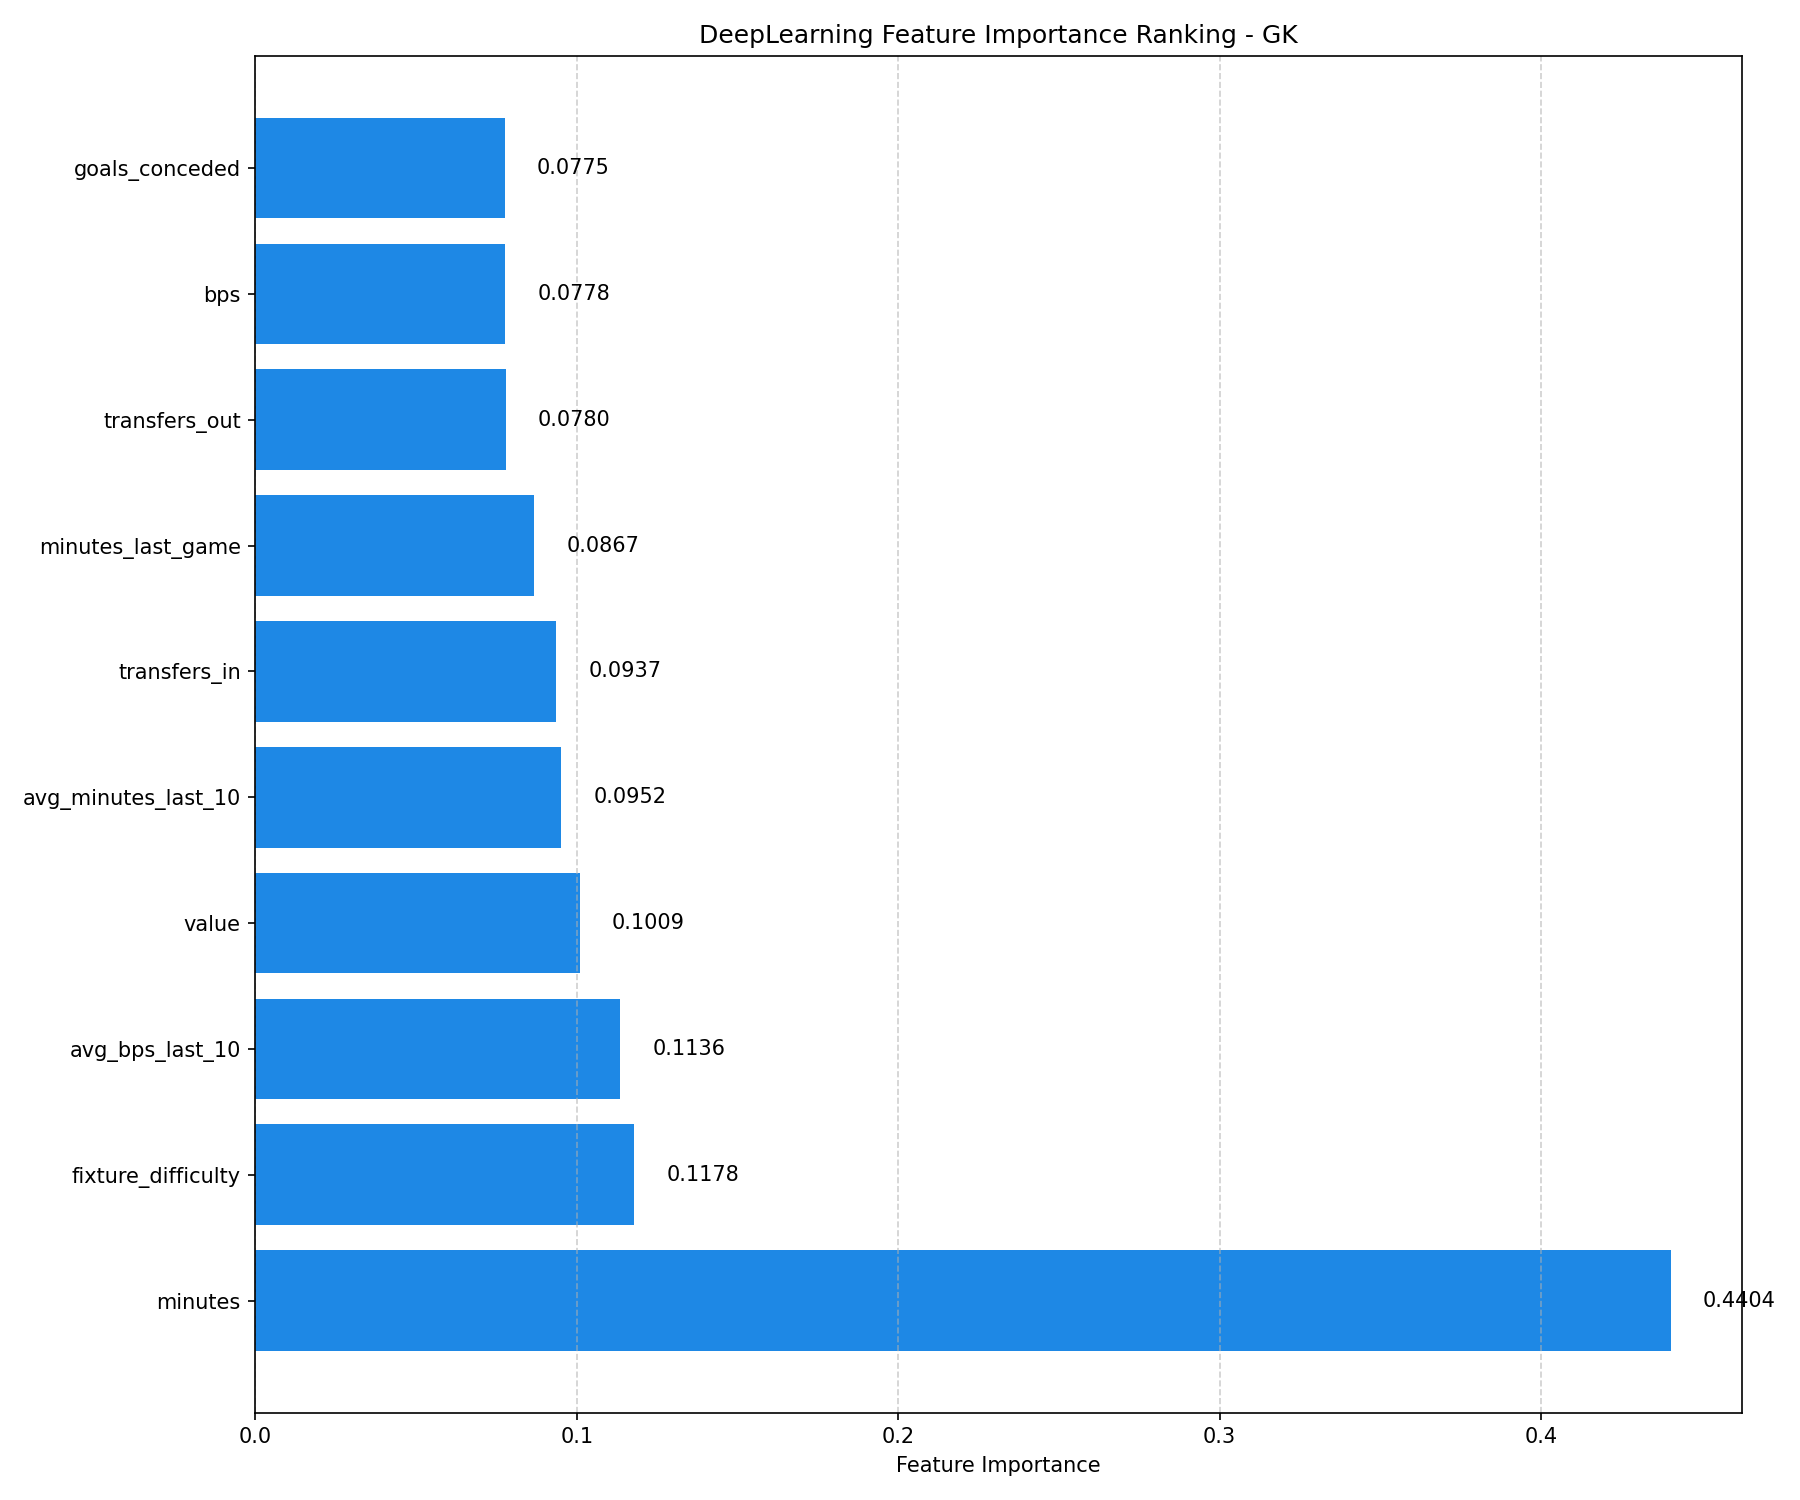 DeepLearning Feature Importance Ranking - GK
goals_conceded 0.0775
bps 0.0778
transfers_out 0.0780
minutes_last_game 0.0867
transfers_in 0.0937
avg_minutes_last_10 0.0952
value 0.1009
avg_bps_last_10 0.1136
fixture_difficulty 0.1178
minutes 0.4404
0.0 0.1 0.2 0.3 0.4
Feature Importance